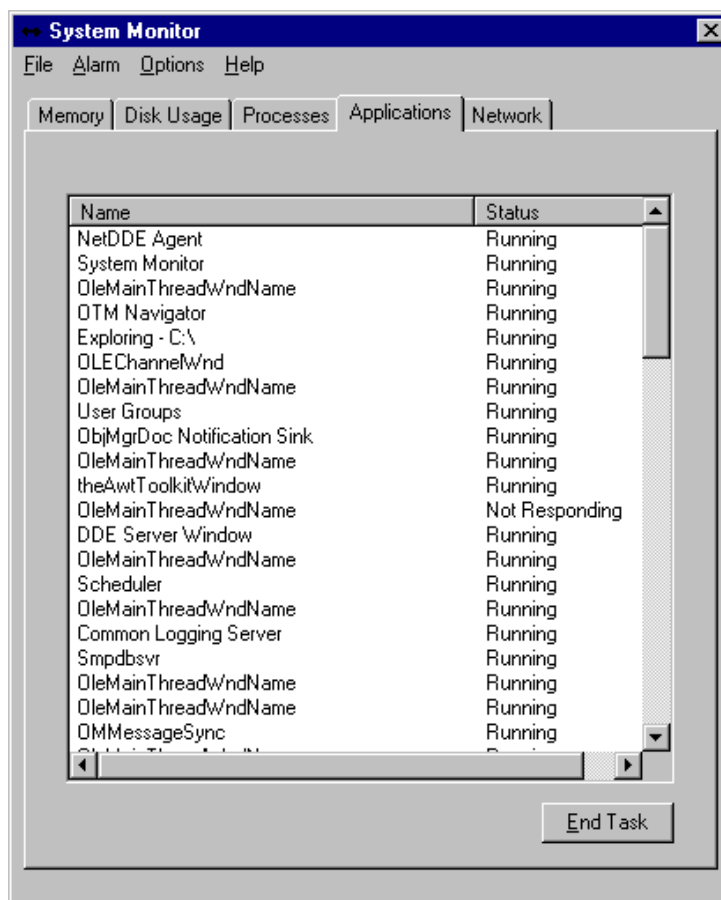 System Monitor
File Alarm Options Help
Memory Disk Usage Processes Applications Network
Name Status
NetDDE Agent Running
System Monitor Running
OleMainThreadWndName Running
OTM Navigator Running
Exploring - C:\ Running
OLEChannelWnd Running
OleMainThreadWndName Running
User Groups Running
ObjMgrDoc Notification Sink Running
OleMainThreadWndName Running
theAwtToolkitWindow Running
OleMainThreadWndName Not Responding
DDE Server Window Running
OleMainThreadWndName Running
Scheduler Running
OleMainThreadWndName Running
Common Logging Server Running
Smpdbsvr Running
OleMainThreadWndName Running
OleMainThreadWndName Running
OMMessageSync Running
End Task